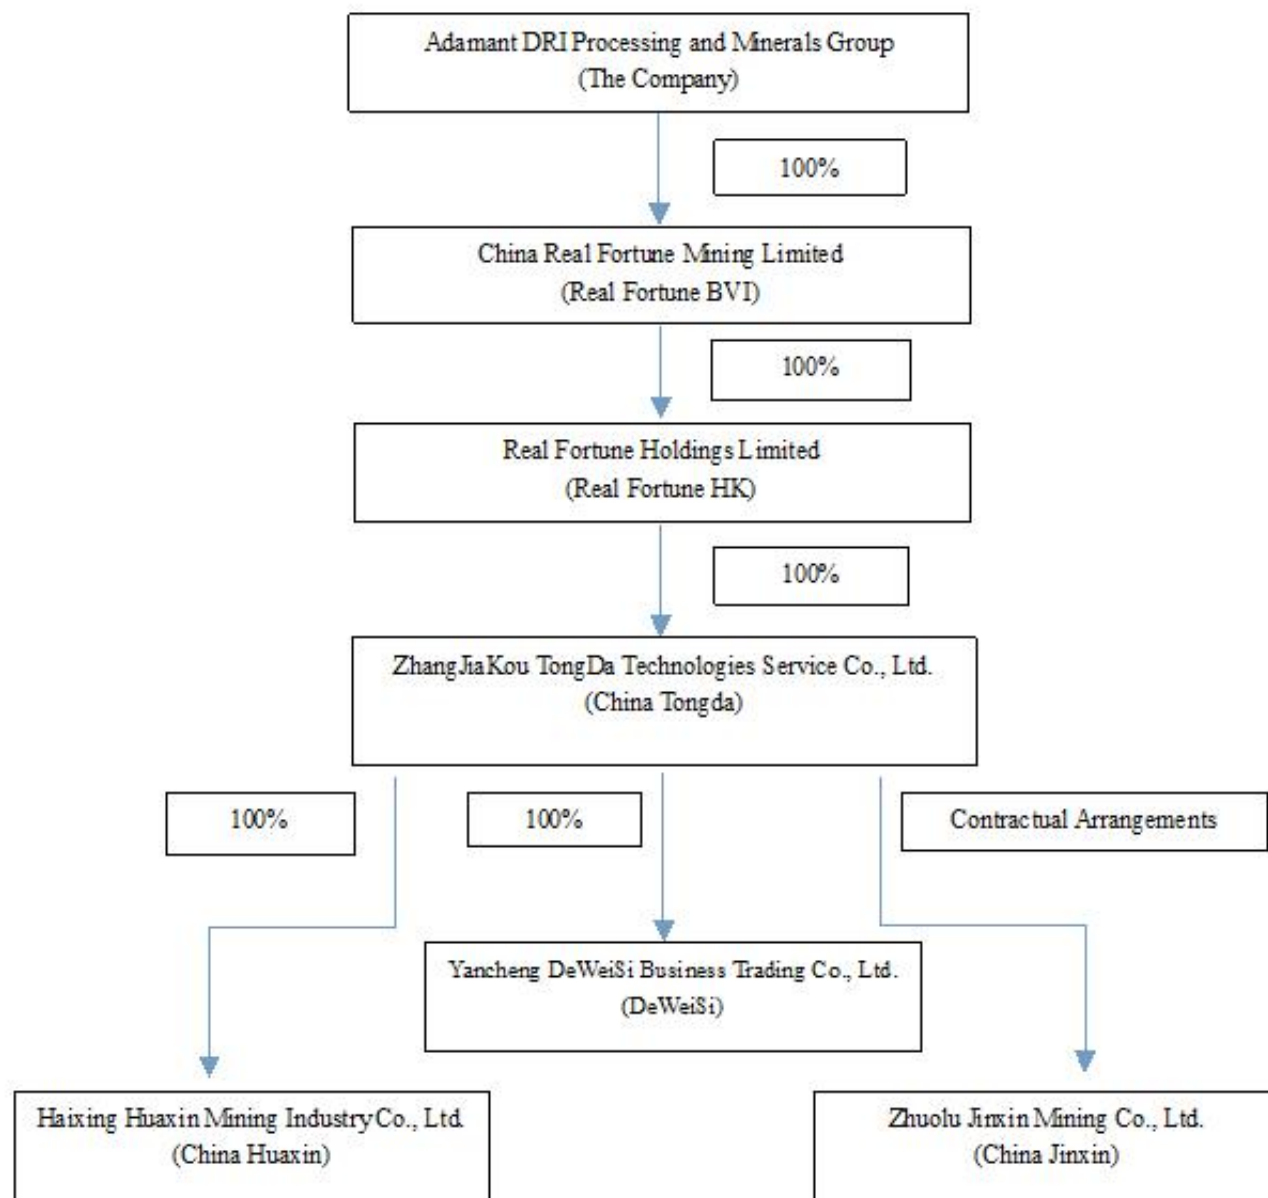 Adamant DRI Processing and Minerals Group
(The Company)
100%
China Real Fortune Mining Limited
(Real Fortune BVI)
100%
Real Fortune Holdings Limited
(Real Fortune HK)
100%
ZhangJiaKou TongDa Technologies Service Co., Ltd.
(China Tongda)
100%
100%
Contractual Arrangements
Yancheng DeWeiSi Business Trading Co., Ltd.
(DeWeiSi)
Haixing Huaxin Mining Industry Co., Ltd.
(China Huaxin)
Zhuolu Jinxin Mining Co., Ltd.
(China Jinxin)